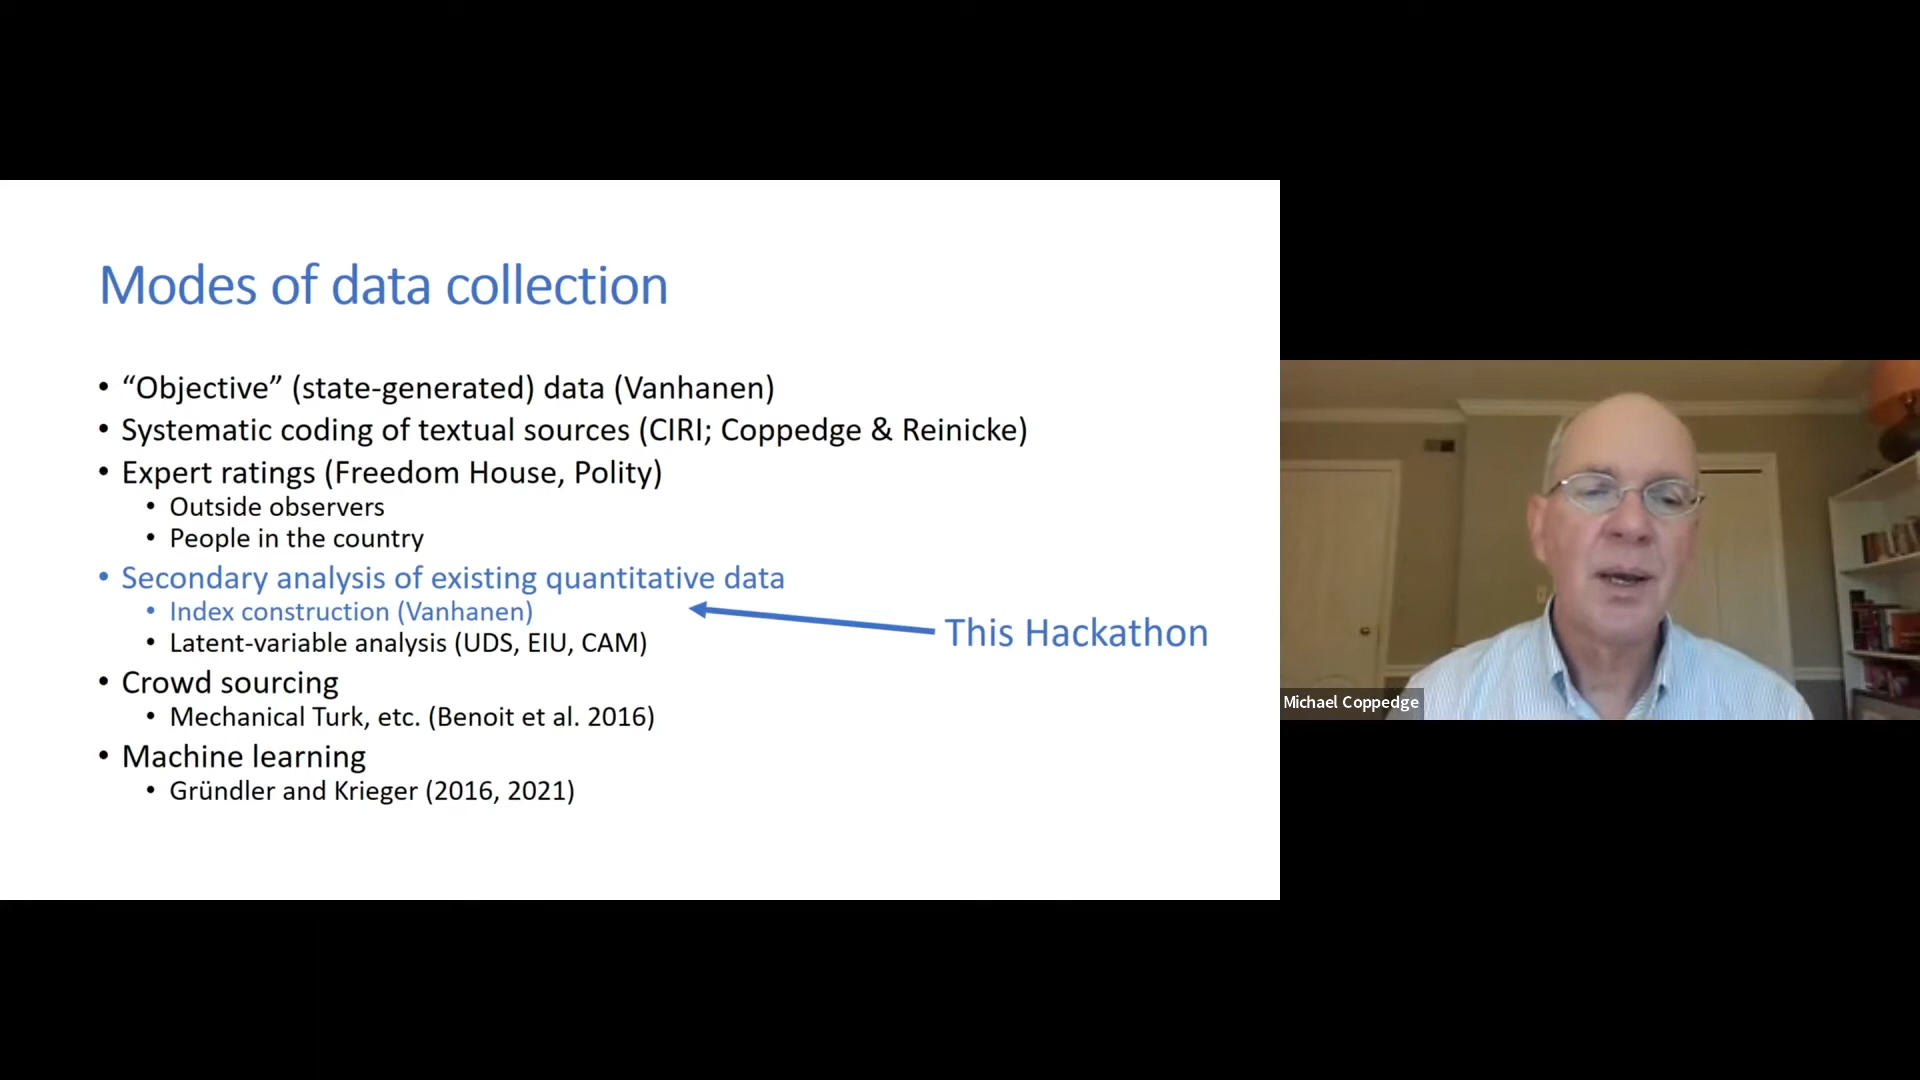 Modes of data collection
• “Objective” (state-generated) data (Vanhanen)
• Systematic coding of textual sources (CIRI; Coppedge & Reinicke)
• Expert ratings (Freedom House, Polity)
• Outside observers
• People in the country
• Secondary analysis of existing quantitative data
• Index construction (Vanhanen)
This Hackathon
• Latent-variable analysis (UDS, EIU, CAM)
• Crowd sourcing
• Mechanical Turk, etc. (Benoit et al. 2016)
• Machine learning
• Gründler and Krieger (2016, 2021)
Michael Coppedge